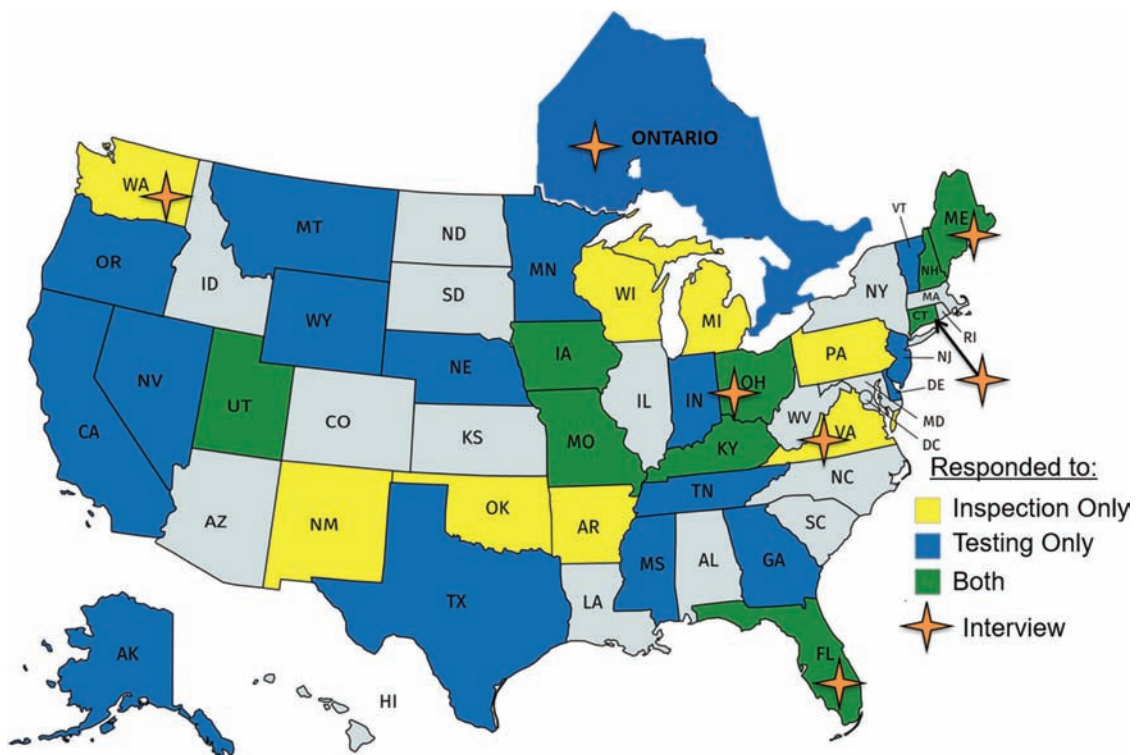 ONTARIO
WA
MT
ND
MN
VT
ME
OR
ID
SD
WI
NH
NY
MA
WY
MI
CT
RI
IA
PA
NJ
NE
OH
NV
IL
IN
DE
UT
WV
CO
MD
CA
KS
MO
VA
DC
KY
NC
TN
OK
AZ
NM
AR
SC
MS
AL
GA
TX
LA
AK
FL
HI
Responded to:
Inspection Only
Testing Only
Both
Interview